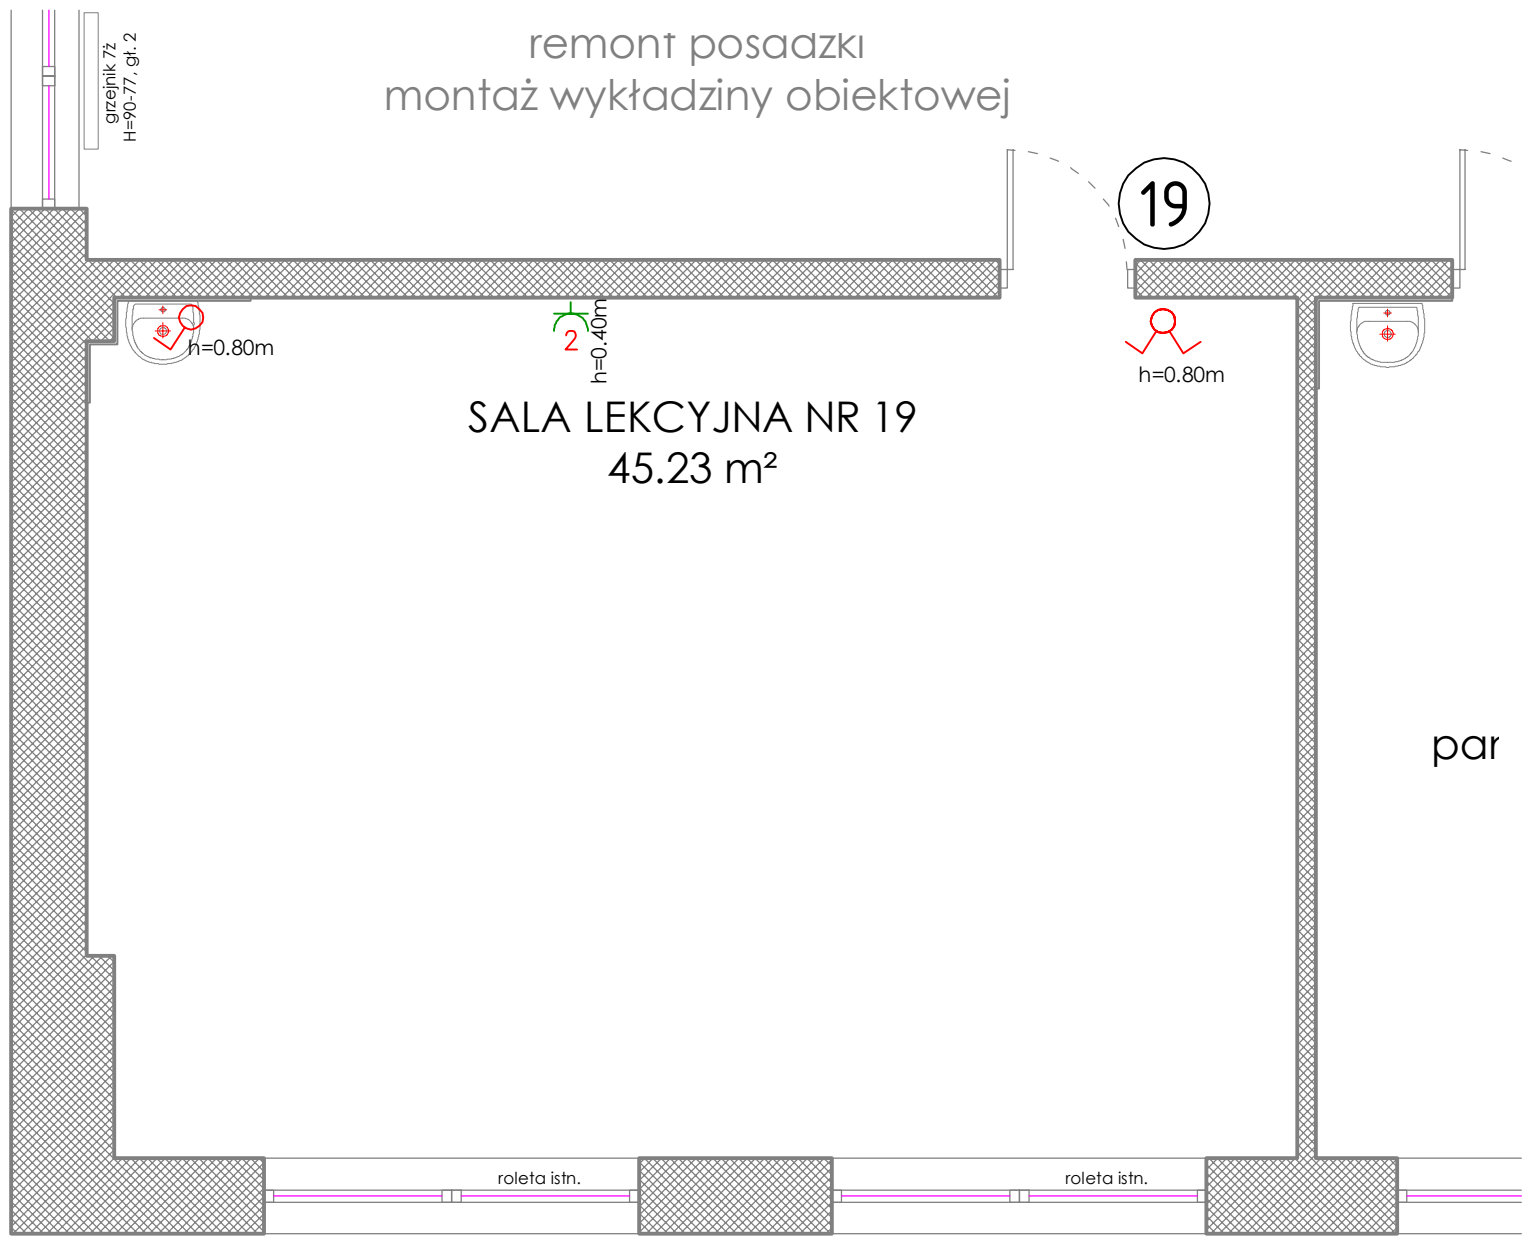 remont posadzki
montaż wykładziny obiektowej
grzejnik 7ż
H=90-77, gł. 2
19
h=0.80m
2
h=0.40m
h=0.80m
SALA LEKCYJNA NR 19
45.23 m²
par
roleta istn.
roleta istn.